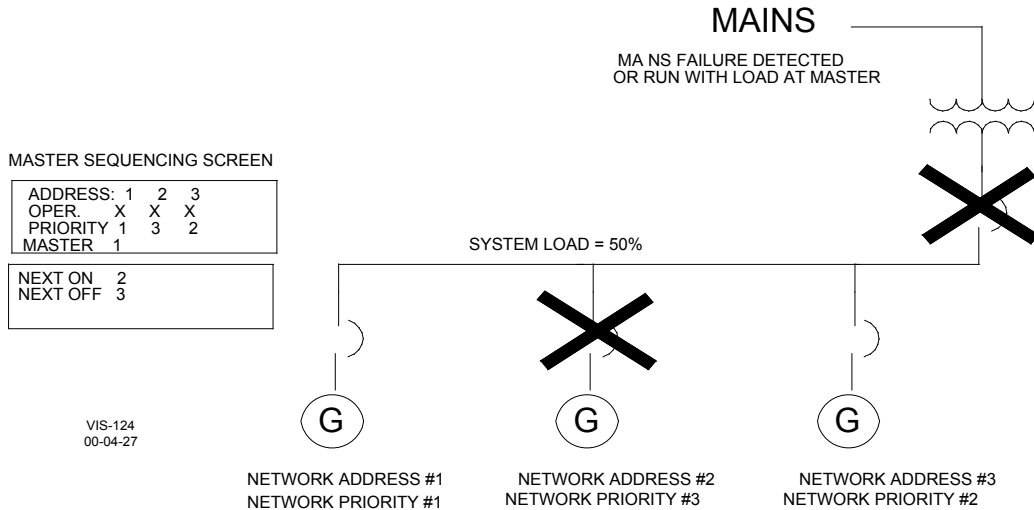 MAINS
MA NS FAILURE DETECTED
OR RUN WITH LOAD AT MASTER
MASTER SEQUENCING SCREEN
ADDRESS: 1 2 3
OPER. X X X
PRIORITY 1 3 2
MASTER 1
NEXT ON 2
NEXT OFF 3
SYSTEM LOAD = 50%
G G G
VIS-124
00-04-27
NETWORK ADDRESS #1
NETWORK PRIORITY #1
NETWORK ADDRESS #2
NETWORK PRIORITY #3
NETWORK ADDRESS #3
NETWORK PRIORITY #2